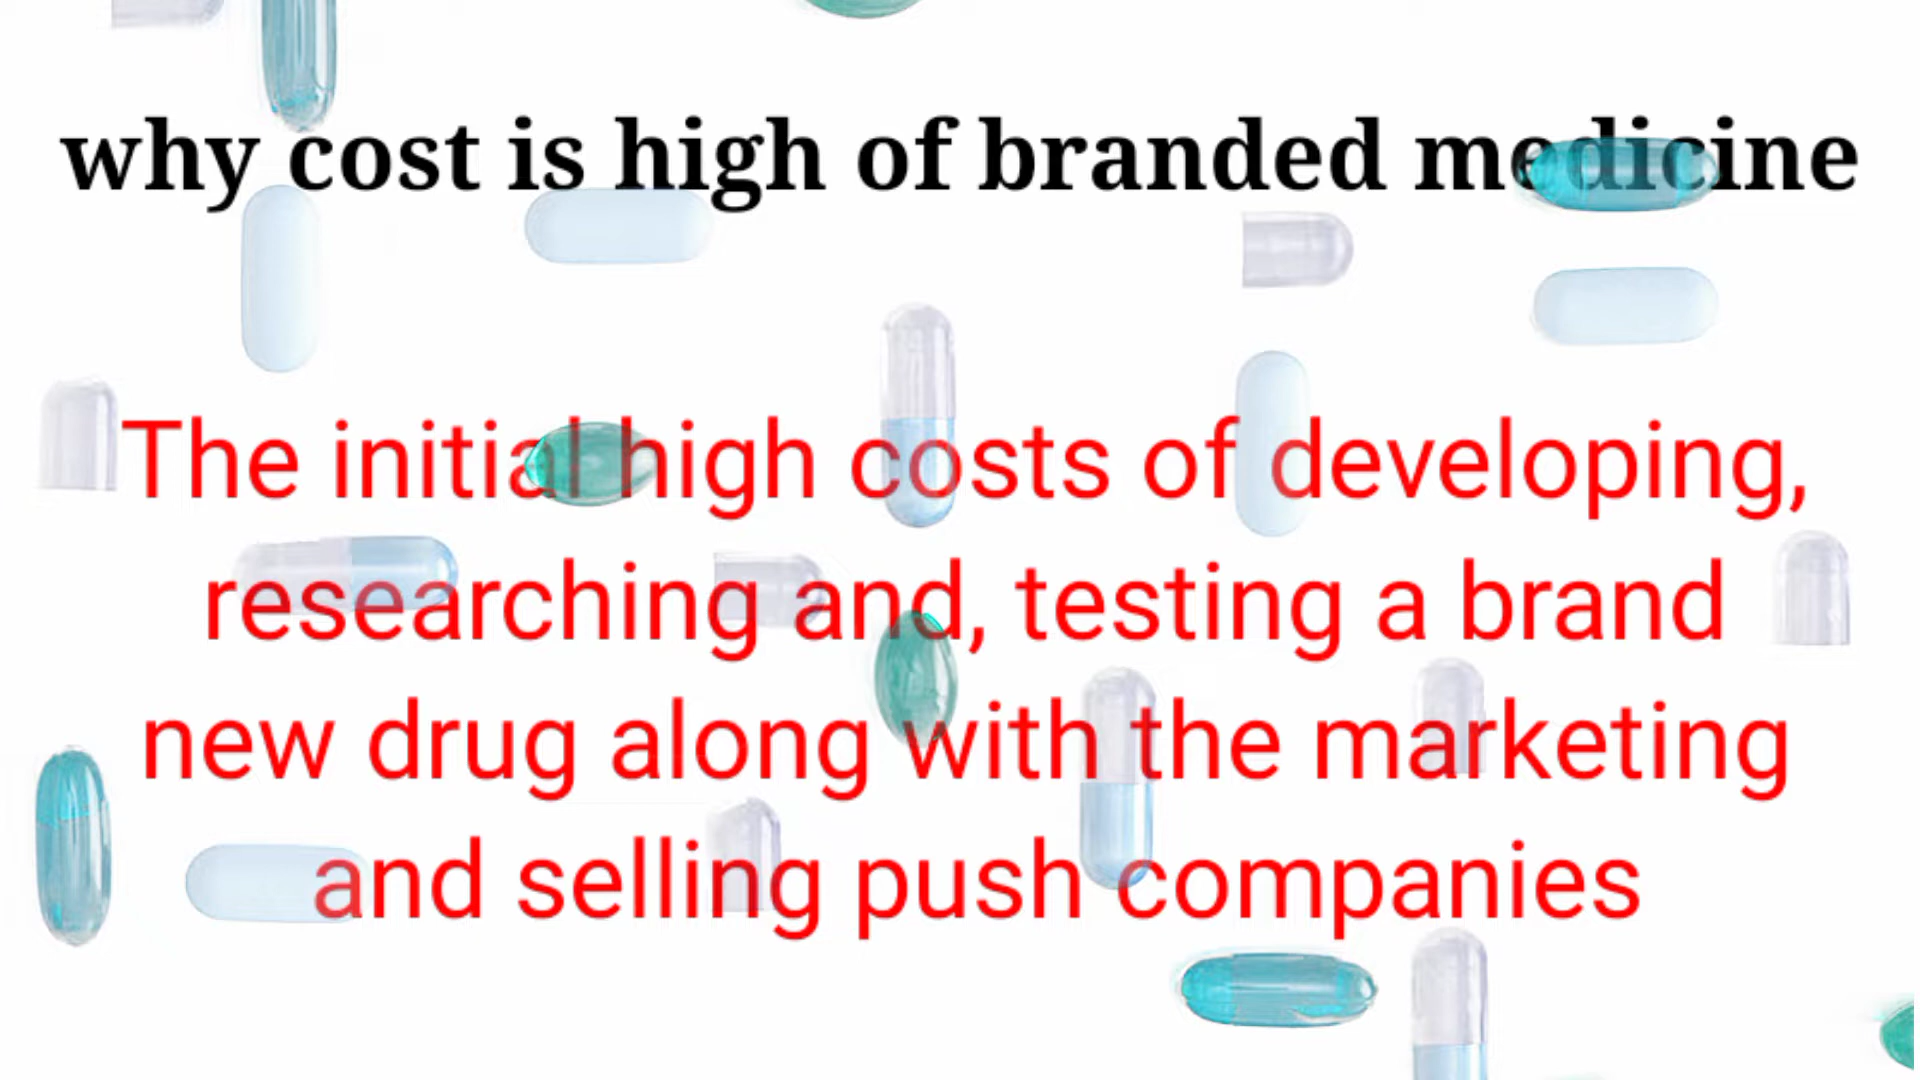 why cost is high of branded medicine
The initial high costs of developing,
researching and, testing a brand
new drug along with the marketing
and selling push companies